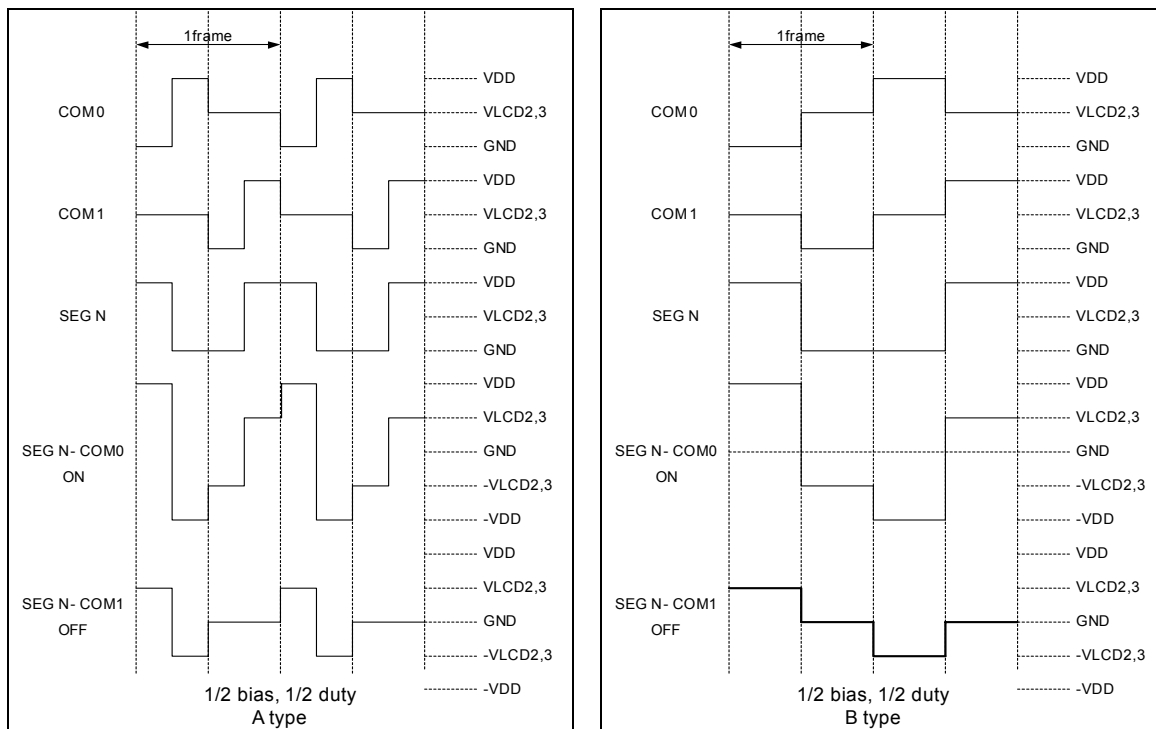 1frame
COM0
VDD
VLCD2,3
GND
COM1
VDD
VLCD2,3
GND
SEG N
VDD
VLCD2,3
GND
SEG N- COM0
ON
VDD
VLCD2,3
GND
-VLCD2,3
-VDD
SEG N- COM1
OFF
VDD
VLCD2,3
GND
-VLCD2,3
-VDD
1/2 bias, 1/2 duty
A type
1frame
COM0
VDD
VLCD2,3
GND
COM1
VDD
VLCD2,3
GND
SEG N
VDD
VLCD2,3
GND
SEG N- COM0
ON
VDD
VLCD2,3
GND
-VLCD2,3
-VDD
SEG N- COM1
OFF
VDD
VLCD2,3
GND
-VLCD2,3
-VDD
1/2 bias, 1/2 duty
B type